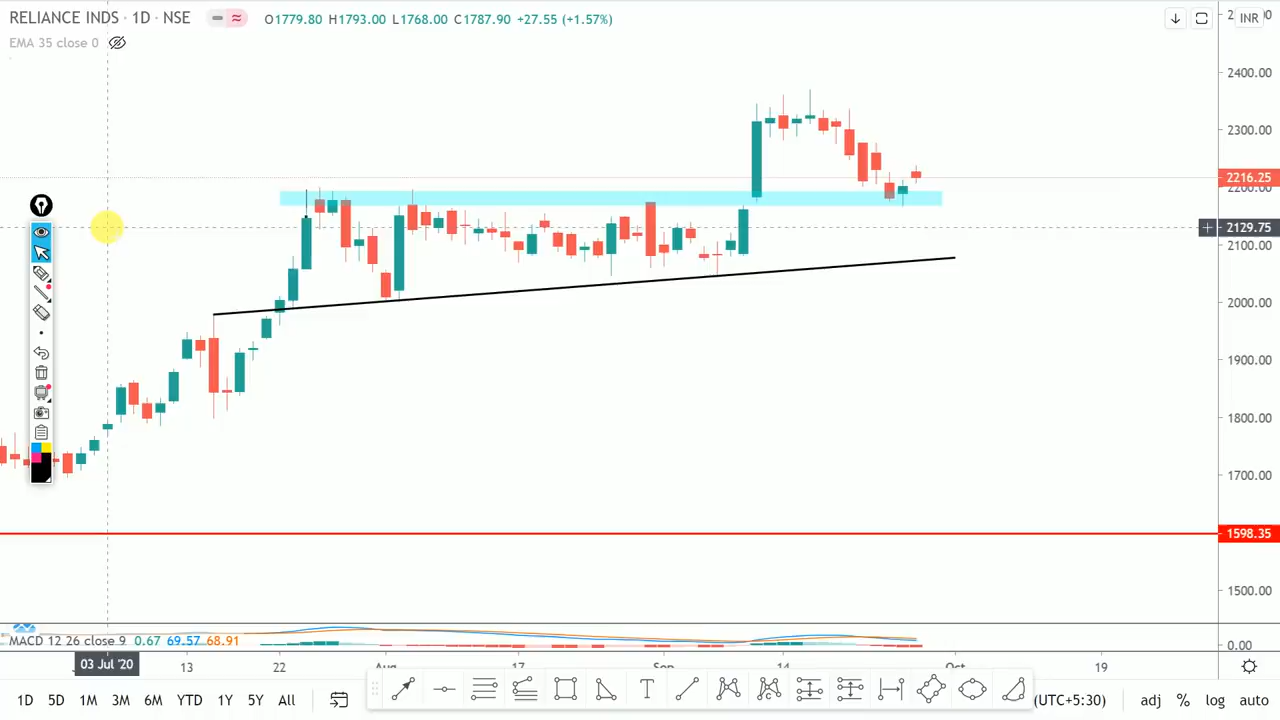 RELIANCE INDS · 1D · NSE O1779.80 H1793.00 L1768.00 C1787.90 +27.55 (+1.57%)
INR
EMA 35 close 0
2400.00
2300.00
2216.25
2200.00
2129.75
2100.00
2000.00
1900.00
1800.00
1700.00
1598.35
1500.00
MACD 12 26 close 9 0.67 69.57 68.91
0.00
03 Jul '20 13 22 Aug 17 Sep 14 Oct 19
1D 5D 1M 3M 6M YTD 1Y 5Y All (UTC+5:30) adj % log auto